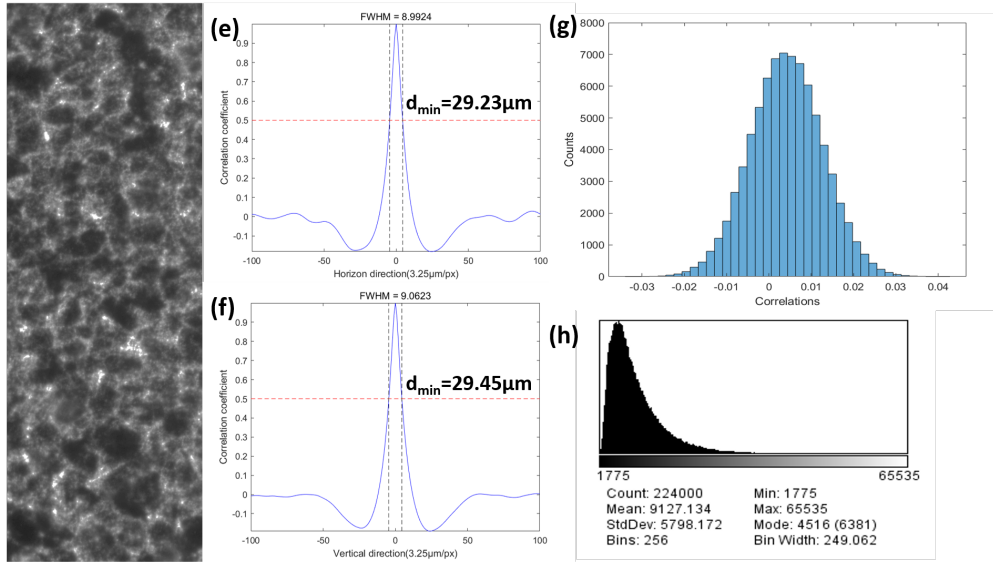 (e)
FWHM = 8.9924
0.9
0.8
0.7
0.6
0.5
0.4
0.3
0.2
0.1
0
-0.1
Correlation coefficient
d_min=29.23μm
-100
-50
0
50
100
Horizon direction(3.25μm/px)
(f)
FWHM = 9.0623
0.9
0.8
0.7
0.6
0.5
0.4
0.3
0.2
0.1
0
-0.1
Correlation coefficient
d_min=29.45μm
-100
-50
0
50
100
Vertical direction(3.25μm/px)
(g)
8000
7000
6000
5000
4000
3000
2000
1000
0
Counts
-0.03
-0.02
-0.01
0
0.01
0.02
0.03
0.04
Correlations
(h)
1775
65535
Count: 224000 Min: 1775
Mean: 9127.134 Max: 65535
StdDev: 5798.172 Mode: 4516 (6381)
Bins: 256 Bin Width: 249.062